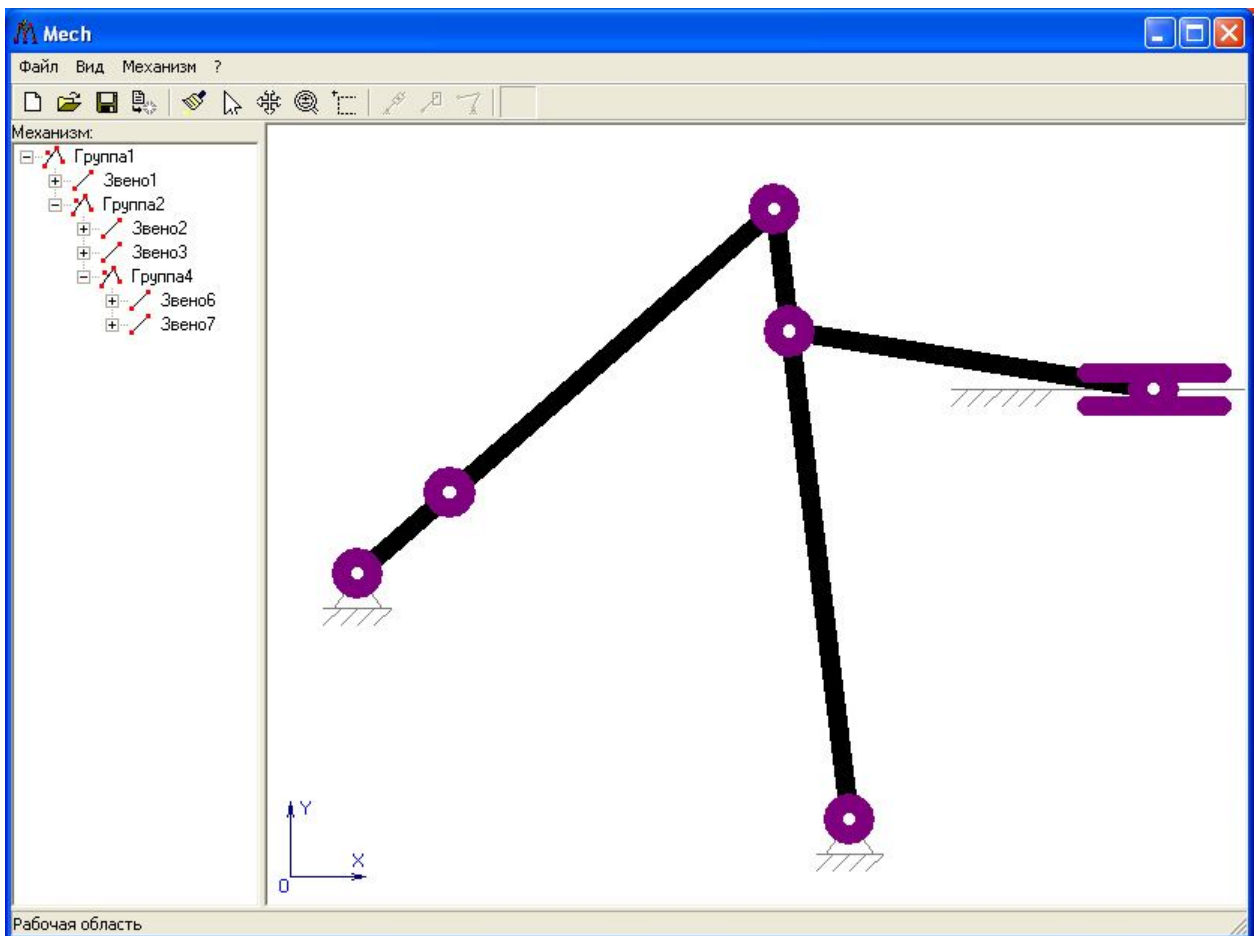 Mech
Файл Вид Механизм ?
Механизм:
Группа1
Звено1
Группа2
Звено2
Звено3
Группа4
Звено6
Звено7
Y
X
0
Рабочая область